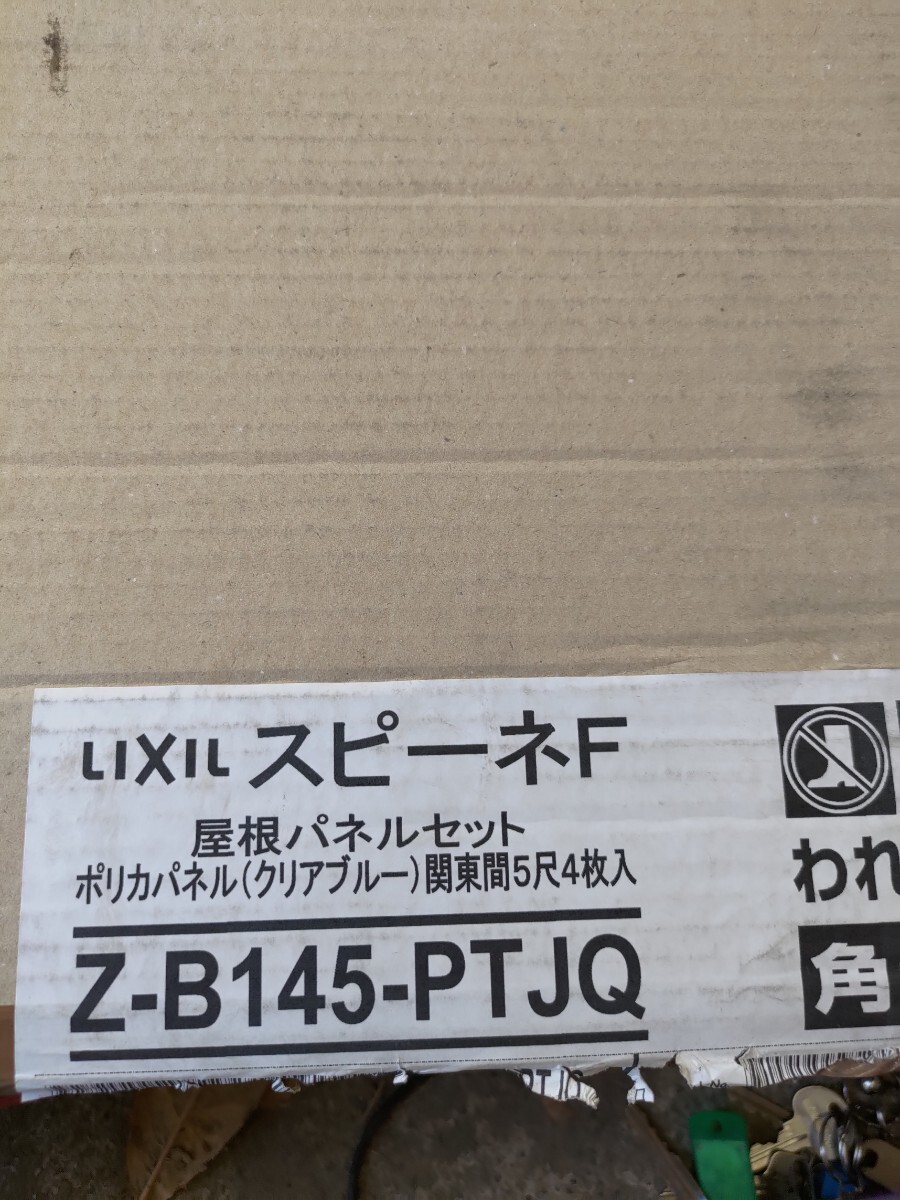 LIXIL スピーネF
屋根パネルセット
ポリカパネル(クリアブルー)関東間5尺4枚入
Z-B145-PTJQ
われ
角